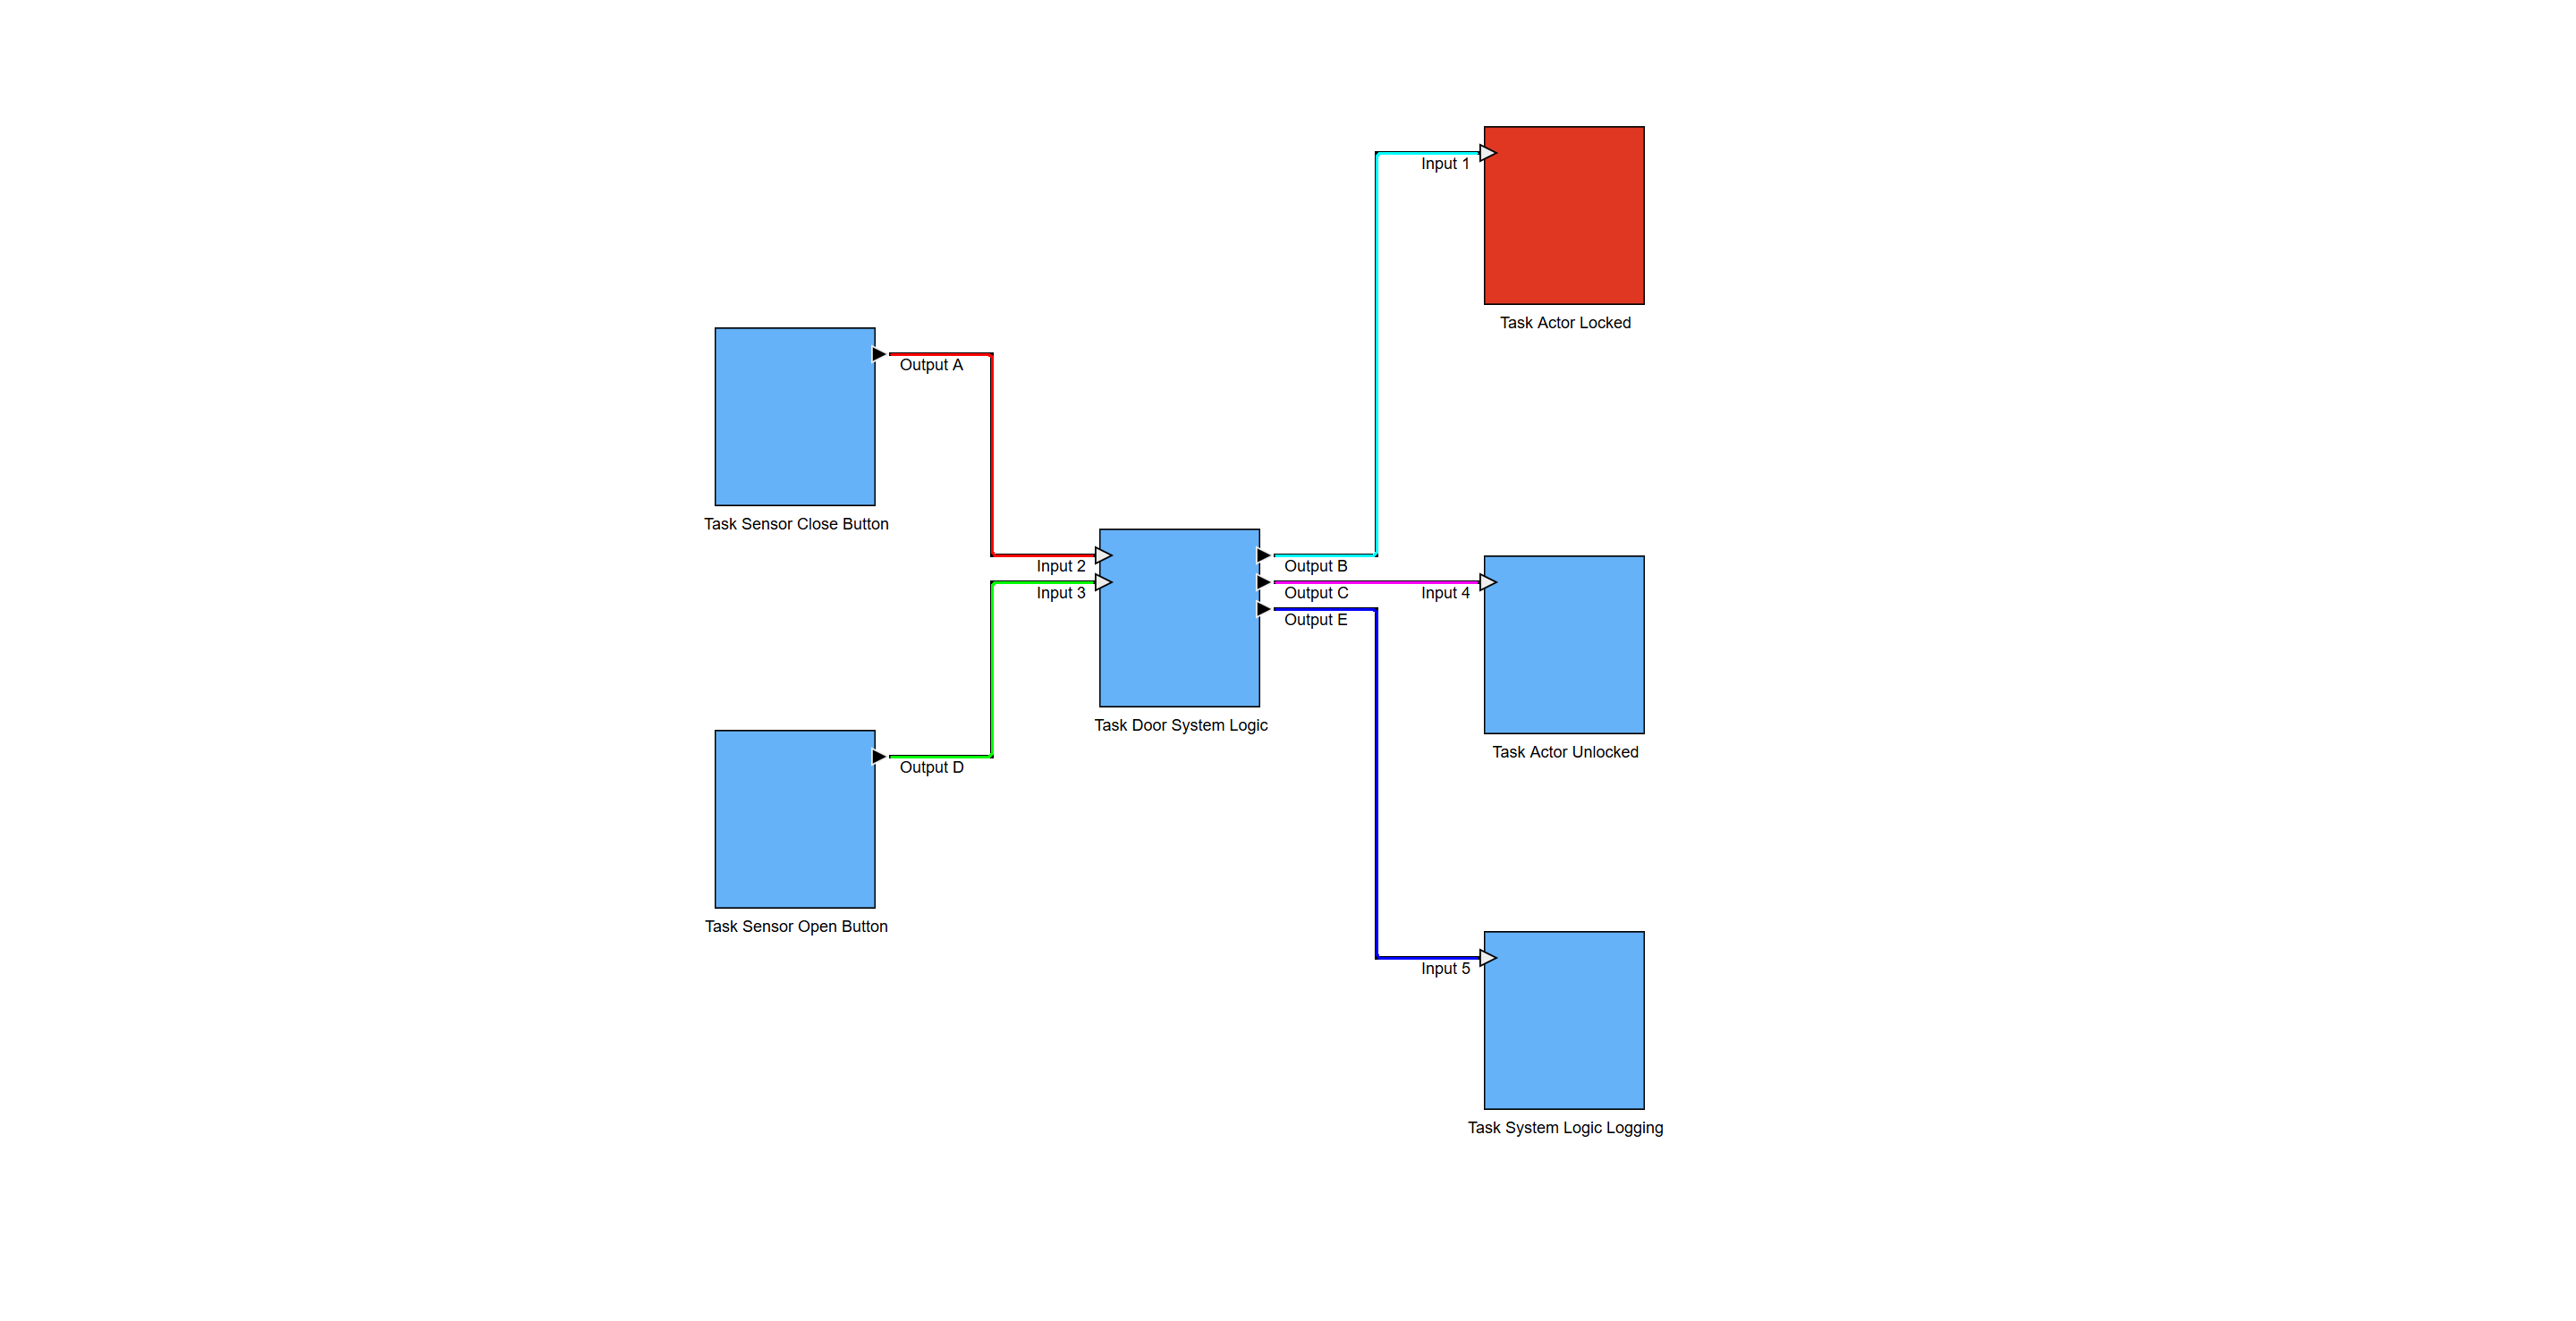 Input 1
Task Actor Locked
Output A
Task Sensor Close Button
Input 2
Output B
Input 3
Output C
Input 4
Output E
Task Door System Logic
Task Actor Unlocked
Output D
Task Sensor Open Button
Input 5
Task System Logic Logging